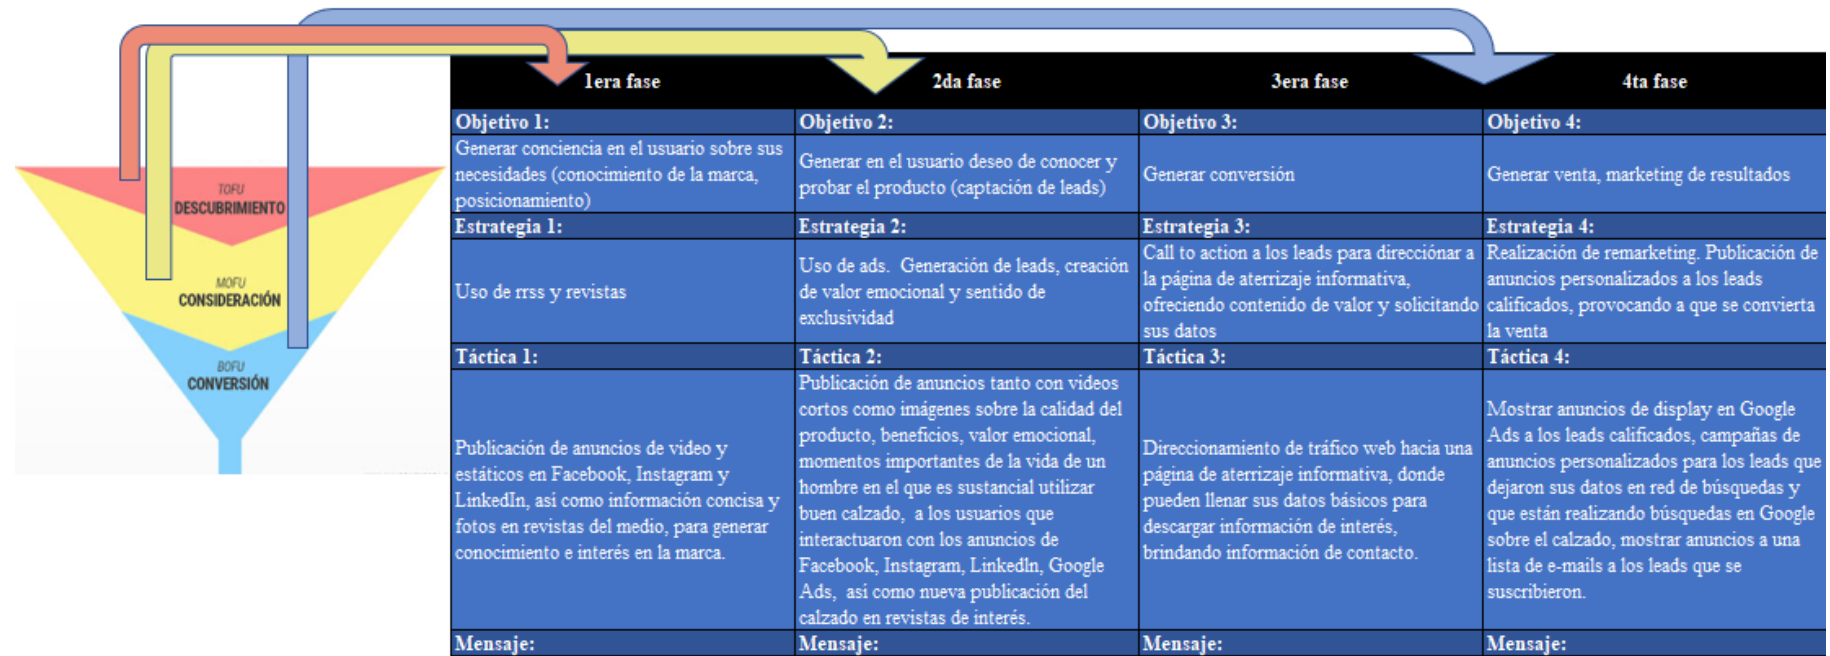 TOFU
DESCUBRIMIENTO
MOFU
CONSIDERACIÓN
BOFU
CONVERSIÓN
1era fase
2da fase
3era fase
4ta fase
Objetivo 1:
Objetivo 2:
Objetivo 3:
Objetivo 4:
Generar conciencia en el usuario sobre sus
necesidades (conocimiento de la marca,
posicionamiento)
Generar en el usuario deseo de conocer y
probar el producto (captación de leads)
Generar conversión
Generar venta, marketing de resultados
Estrategia 1:
Estrategia 2:
Estrategia 3:
Estrategia 4:
Uso de rrss y revistas
Uso de ads.  Generación de leads, creación
de valor emocional y sentido de
exclusividad
Call to action a los leads para direcciónar a
la página de aterrizaje informativa,
ofreciendo contenido de valor y solicitando
sus datos
Realización de remarketing. Publicación de
anuncios personalizados a los leads
calificados, provocando a que se convierta
la venta
Táctica 1:
Táctica 2:
Táctica 3:
Táctica 4:
Publicación de anuncios de video y
estáticos en Facebook, Instagram y
LinkedIn, así como información concisa y
fotos en revistas del medio, para generar
conocimiento e interés en la marca.
Publicación de anuncios tanto con videos
cortos como imágenes sobre la calidad del
producto, beneficios, valor emocional,
momentos importantes de la vida de un
hombre en el que es sustancial utilizar
buen calzado,  a los usuarios que
interactuaron con los anuncios de
Facebook, Instagram, Linkedln, Google
Ads,  así como nueva publicación del
calzado en revistas de interés.
Direccionamiento de tráfico web hacia una
página de aterrizaje informativa, donde
pueden llenar sus datos básicos para
descargar información de interés,
brindando información de contacto.
Mostrar anuncios de display en Google
Ads a los leads calificados, campañas de
anuncios personalizados para los leads que
dejaron sus datos en red de búsquedas y
que están realizando búsquedas en Google
sobre el calzado, mostrar anuncios a una
lista de e-mails a los leads que se
suscribieron.
Mensaje:
Mensaje:
Mensaje:
Mensaje: